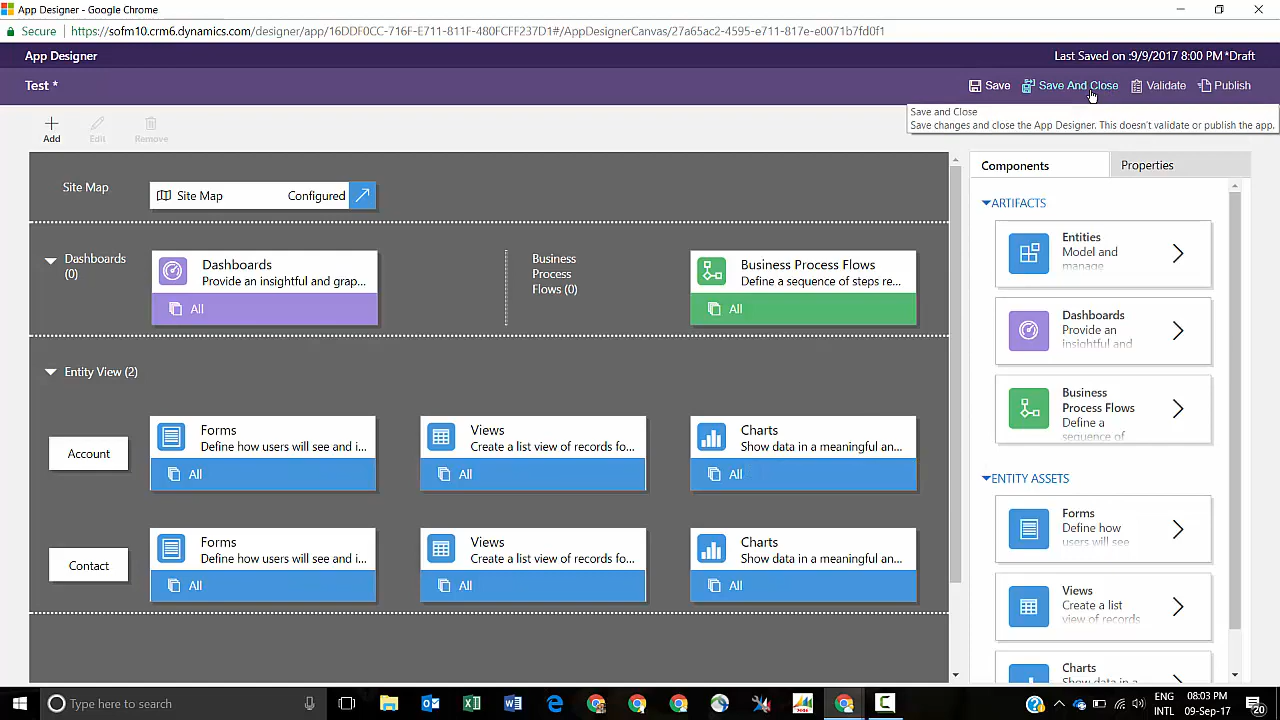 App Designer - Google Chrome
Secure
https://sofm10.crm6.dynamics.com/designer/app/16DDF0CC-716F-E711-811F-480FCFF237D1#/AppDesignerCanvas/27a65ac2-4595-e711-817e-e0071b7fd0f1
App Designer
Last Saved on :9/9/2017 8:00 PM *Draft
Test *
Save
Save And Close
Validate
Publish
Save and Close
Save changes and close the App Designer. This doesn't validate or publish the app.
Add
Edit
Remove
Site Map
Site Map
Configured
Dashboards
(0)
Dashboards
Provide an insightful and grap...
All
Business
Process
Flows (0)
Business Process Flows
Define a sequence of steps re...
All
Entity View (2)
Account
Forms
Define how users will see and i...
All
Views
Create a list view of records fo...
All
Charts
Show data in a meaningful an...
All
Contact
Forms
Define how users will see and i...
All
Views
Create a list view of records fo...
All
Charts
Show data in a meaningful an...
All
Components
Properties
ARTIFACTS
Entities
Model and
manage
Dashboards
Provide an
insightful and
Business
Process Flows
Define a
sequence of
ENTITY ASSETS
Forms
Define how
users will see
Views
Create a list
view of records
Charts
Show data in a
Type here to search
ENG
INTL
08:03 PM
09-Sep-17
20